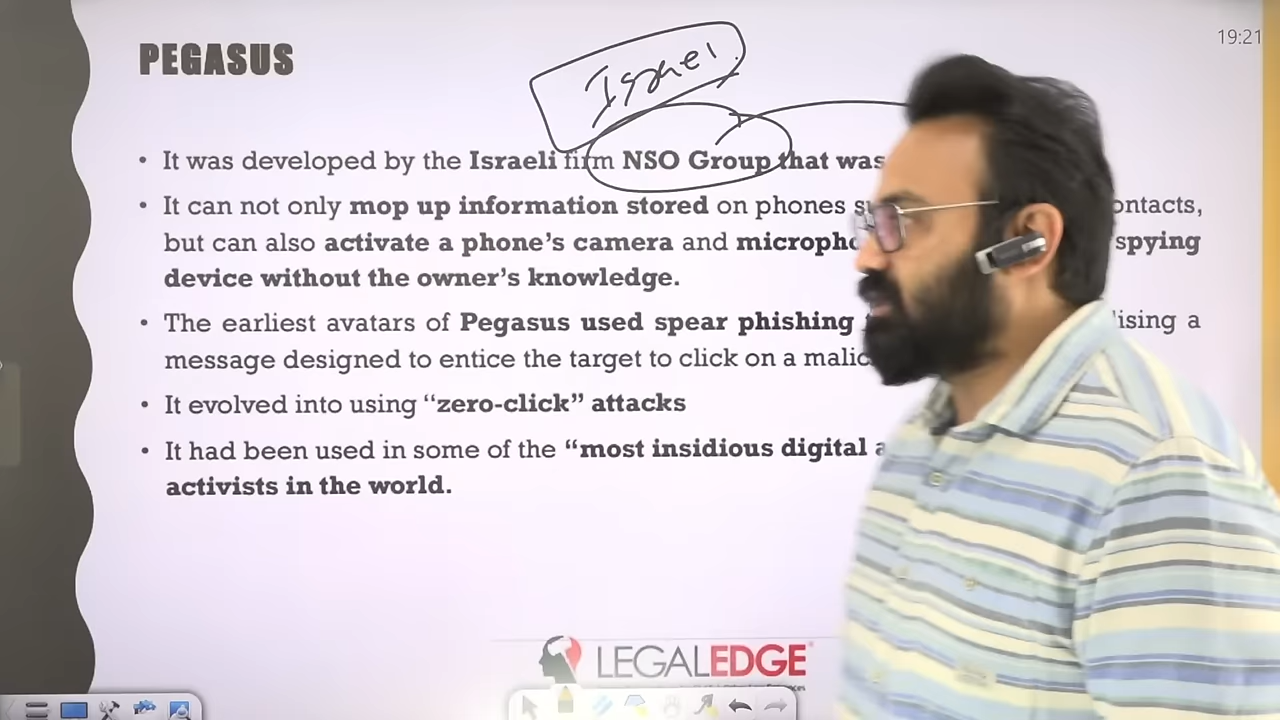 19:21
PEGASUS
Israel
• It was developed by the Israeli firm NSO Group that was
• It can not only mop up information stored on phones ontacts,
but can also activate a phone's camera and microph spying
device without the owner's knowledge.
• The earliest avatars of Pegasus used spear phishing ising a
message designed to entice the target to click on a malic
• It evolved into using “zero-click” attacks
• It had been used in some of the “most insidious digital a
activists in the world.
LEGALEDGE